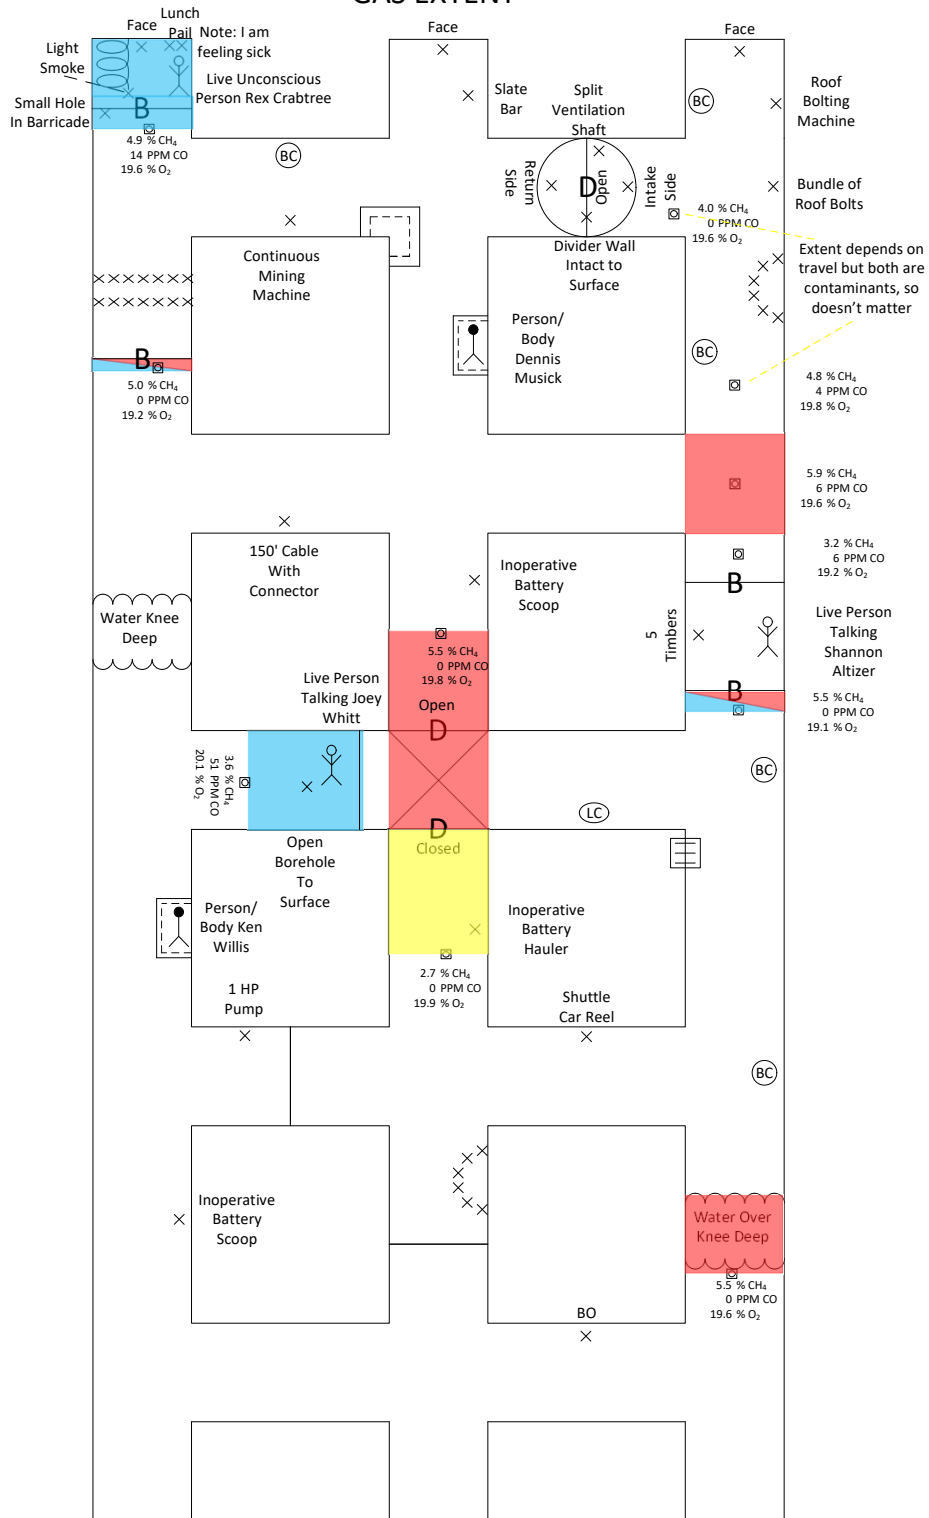 GAS EXTENT
Face
Lunch
Pail
Note: I am
feeling sick
Light
Smoke
Live Unconscious
Person Rex Crabtree
Small Hole
In Barricade
B
4.9 % CH₄
14 PPM CO
19.6 % O₂
BC
Face
Slate
Bar
Split
Ventilation
Shaft
Return
Side
D
Open
Intake
Side
Face
BC
Roof
Bolting
Machine
Bundle of
Roof Bolts
4.0 % CH₄
0 PPM CO
19.6 % O₂
Extent depends on
travel but both are
contaminants, so
doesn't matter
Continuous
Mining
Machine
Divider Wall
Intact to
Surface
Person/
Body
Dennis
Musick
BC
B
5.0 % CH₄
0 PPM CO
19.2 % O₂
4.8 % CH₄
4 PPM CO
19.8 % O₂
5.9 % CH₄
6 PPM CO
19.6 % O₂
3.2 % CH₄
6 PPM CO
19.2 % O₂
B
150' Cable
With
Connector
Inoperative
Battery
Scoop
Water Knee
Deep
5
Timbers
Live Person
Talking
Shannon
Altizer
5.5 % CH₄
0 PPM CO
19.8 % O₂
Live Person
Talking Joey
Whitt
Open
D
B
5.5 % CH₄
0 PPM CO
19.1 % O₂
3.6 % CH₄
51 PPM CO
20.1 % O₂
BC
LC
D
Closed
Open
Borehole
To
Surface
Person/
Body Ken
Willis
Inoperative
Battery
Hauler
2.7 % CH₄
0 PPM CO
19.9 % O₂
1 HP
Pump
Shuttle
Car Reel
BC
Inoperative
Battery
Scoop
Water Over
Knee Deep
5.5 % CH₄
0 PPM CO
19.6 % O₂
BO